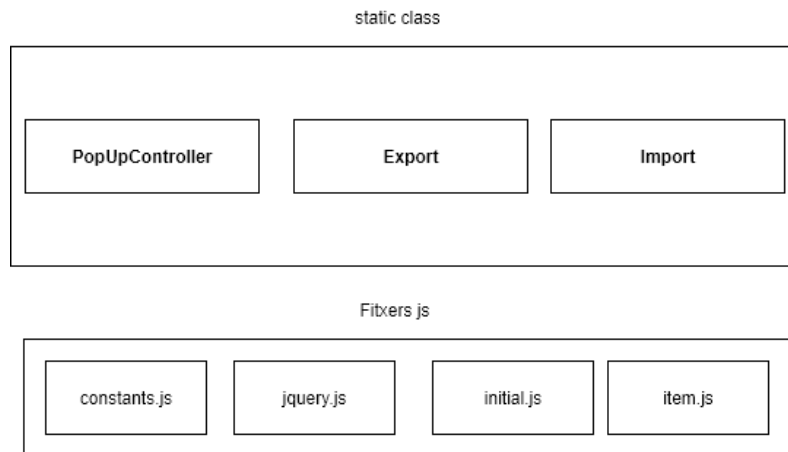 static class
PopUpController
Export
Import
Fitxers js
constants.js
jquery.js
initial.js
item.js